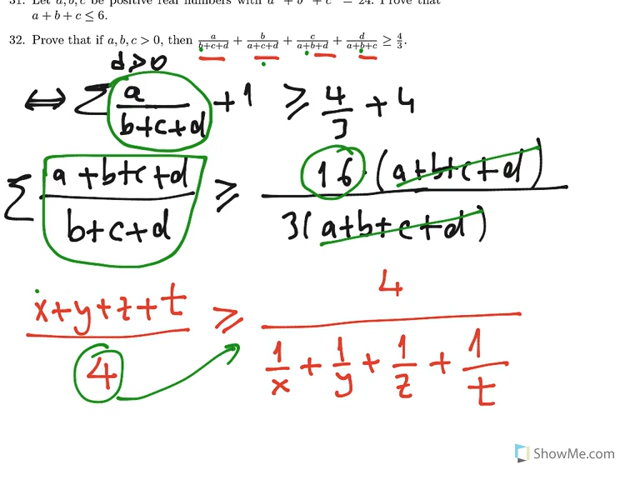 a + b + c ≤ 6.
32. Prove that if a, b, c > 0, then a/(b+c+d) + b/(a+c+d) + c/(a+b+d) + d/(a+b+c) ≥ 4/3.
d > 0
⟺ Σ a/(b+c+d) + 1 ≥ 4/3 + 4
Σ (a+b+c+d)/(b+c+d) ≥ 16(a+b+c+d)/3(a+b+c+d)
(x+y+z+t)/4 ≥ 4/(1/x + 1/y + 1/z + 1/t)
ShowMe.com